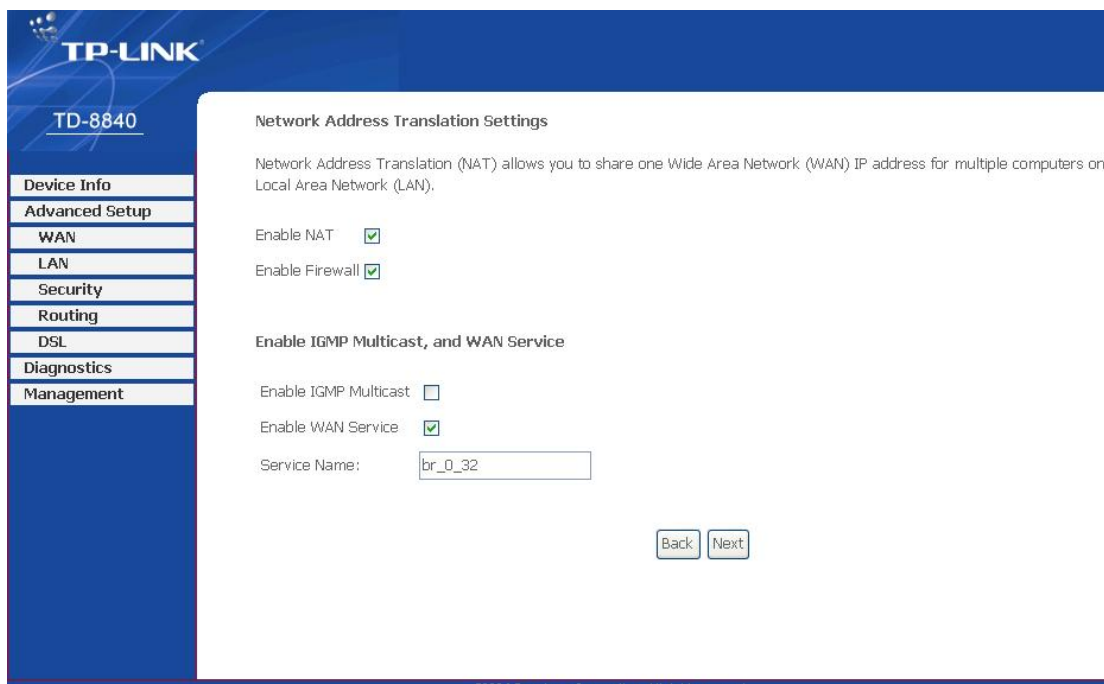 TP-LINK
TD-8840
Device Info
Advanced Setup
WAN
LAN
Security
Routing
DSL
Diagnostics
Management
Network Address Translation Settings
Network Address Translation (NAT) allows you to share one Wide Area Network (WAN) IP address for multiple computers on
Local Area Network (LAN).
Enable NAT
Enable Firewall
Enable IGMP Multicast, and WAN Service
Enable IGMP Multicast
Enable WAN Service
Service Name: br_0_32
Back Next